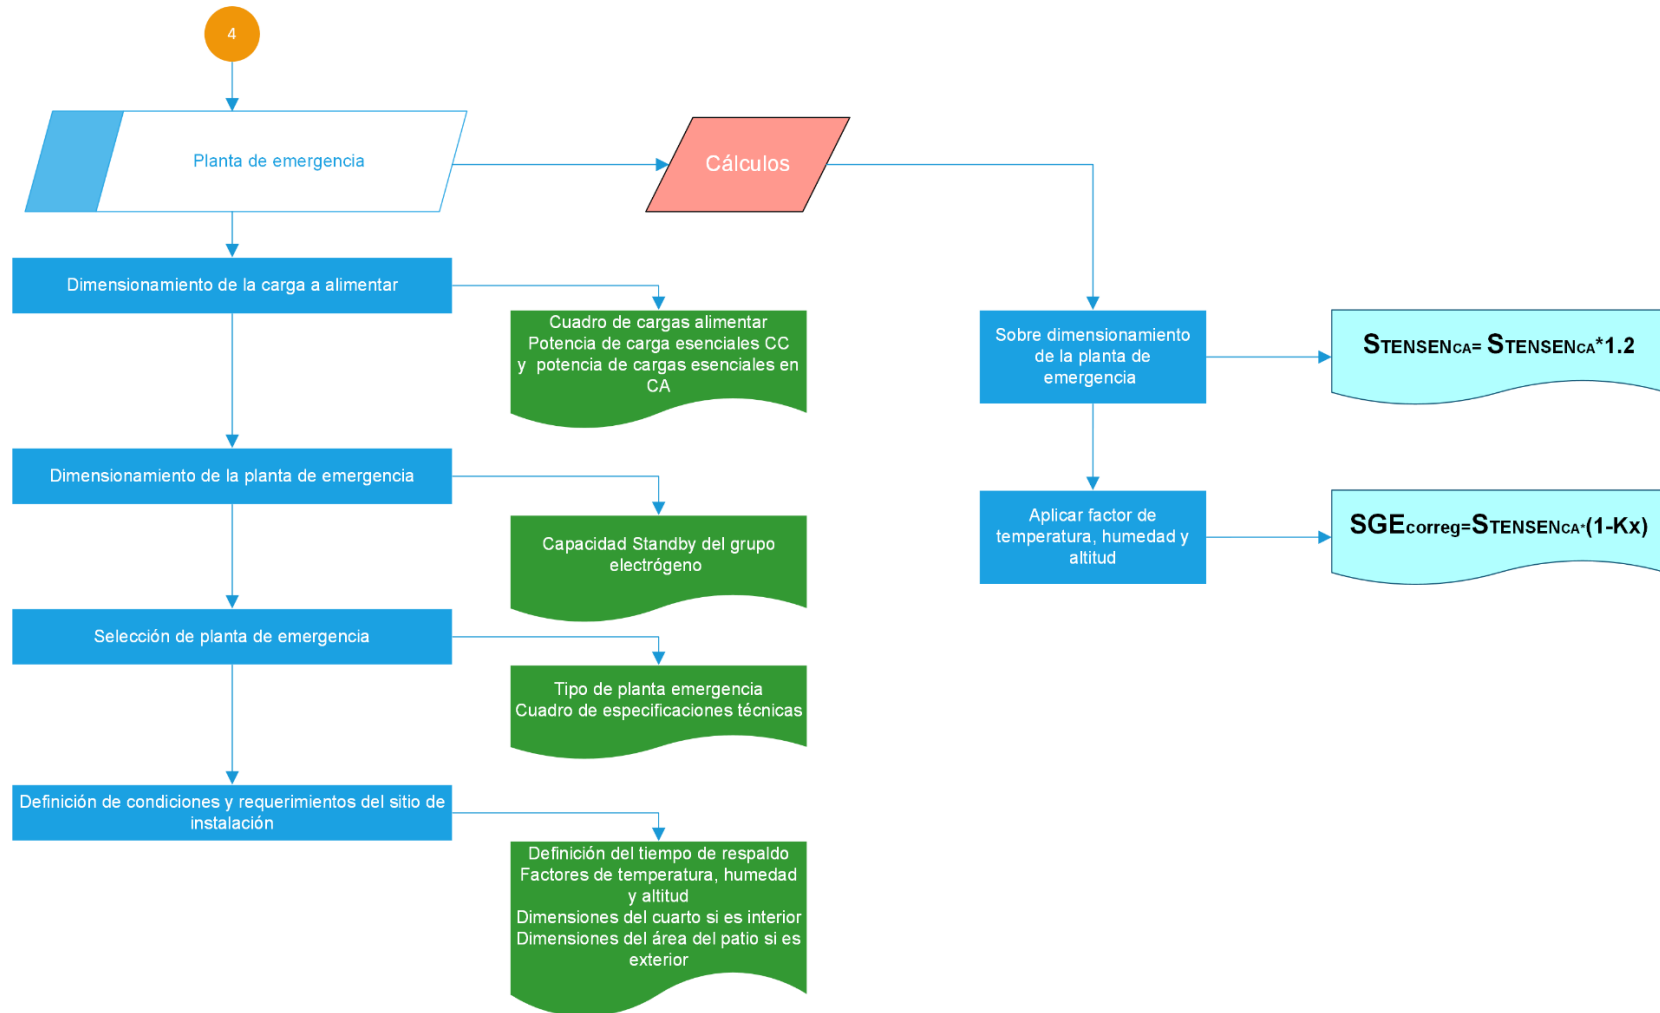 4
Planta de emergencia
Cálculos
Dimensionamiento de la carga a alimentar
Cuadro de cargas alimentar
Potencia de carga esenciales CC
y potencia de cargas esenciales en
CA
Dimensionamiento de la planta de emergencia
Capacidad Standby del grupo
electrógeno
Selección de planta de emergencia
Tipo de planta emergencia
Cuadro de especificaciones técnicas
Definición de condiciones y requerimientos del sitio de
instalación
Definición del tiempo de respaldo
Factores de temperatura, humedad
y altitud
Dimensiones del cuarto si es interior
Dimensiones del área del patio si es
exterior
Sobre dimensionamiento
de la planta de
emergencia
STENSENCA= STENSENCA*1.2
Aplicar factor de
temperatura, humedad y
altitud
SGEcorreg=STENSENCA*(1-Kx)